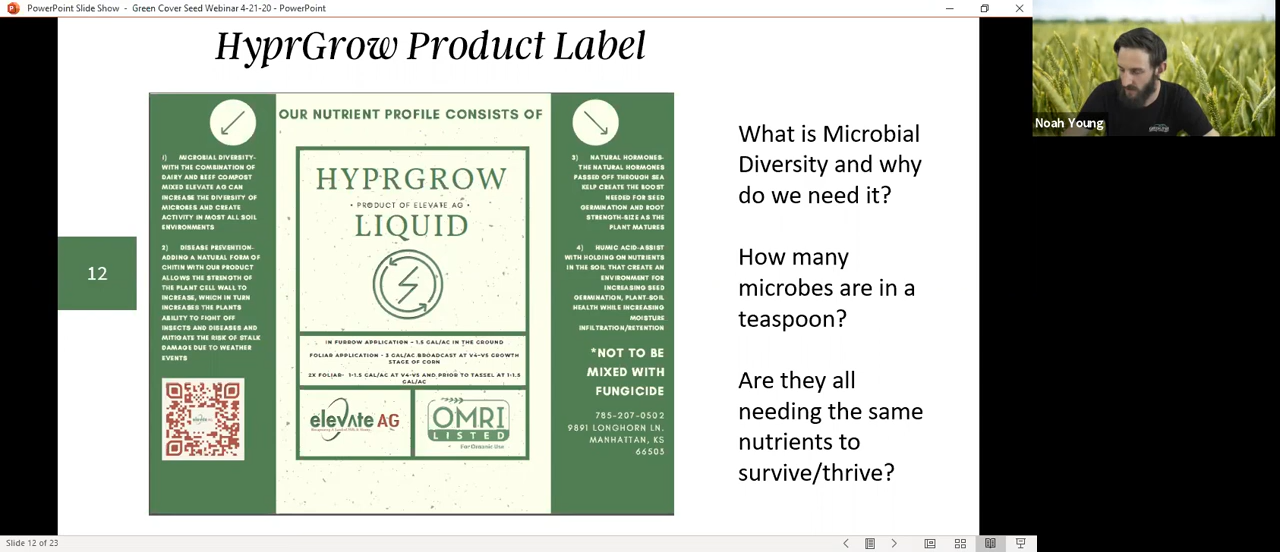 PowerPoint Slide Show - Green Cover Seed Webinar 4-21-20 - PowerPoint
HyprGrow Product Label
OUR NUTRIENT PROFILE CONSISTS OF
1) MICROBIAL DIVERSITY-
WITH THE COMBINATION OF
DAIRY AND BEEF COMPOST
MIXED ELEVATE AG CAN
INCREASE THE DIVERSITY OF
MICROBES AND CREATE
ACTIVITY IN MOST ALL SOIL
ENVIRONMENTS
2) DISEASE PREVENTION-
ADDING A NATURAL FORM OF
CHITIN WITH OUR PRODUCT
ALLOWS THE STRENGTH OF
THE PLANT CELL WALL TO
INCREASE, WHICH IN TURN
INCREASES THE PLANTS
ABILITY TO FIGHT OFF
INSECTS AND DISEASES AND
MITIGATE THE RISK OF STALK
DAMAGE DUE TO WEATHER
EVENTS
HYPRGROW
• PRODUCT OF ELEVATE AG •
LIQUID
IN FURROW APPLICATION - 1.5 GAL/AC IN THE GROUND
FOLIAR APPLICATION - 3 GAL/AC BROADCAST AT V4-V5 GROWTH
STAGE OF CORN
2X FOLIAR- 1-1.5 GAL/AC AT V4-V5 AND PRIOR TO TASSEL AT 1-1.5
GAL/AC
elevate AG
OMRI
LISTED
For Organic Use
3) NATURAL HORMONES-
THE NATURAL HORMONES
PASSED OFF THROUGH SEA
KELP CREATE THE BOOST
NEEDED FOR SEED
GERMINATION AND ROOT
STRENGTH-SIZE AS THE
PLANT MATURES
4) HUMIC ACID-ASSIST
WITH HOLDING ON NUTRIENTS
IN THE SOIL THAT CREATE AN
ENVIRONMENT FOR
INCREASING SEED
GERMINATION, PLANT-SOIL
HEALTH WHILE INCREASING
MOISTURE
INFILTRATION/RETENTION
*NOT TO BE
MIXED WITH
FUNGICIDE
785-207-0502
9891 LONGHORN LN.
MANHATTAN, KS
66503
What is Microbial
Diversity and why
do we need it?
How many
microbes are in a
teaspoon?
Are they all
needing the same
nutrients to
survive/thrive?
12
Noah Young
Slide 12 of 23